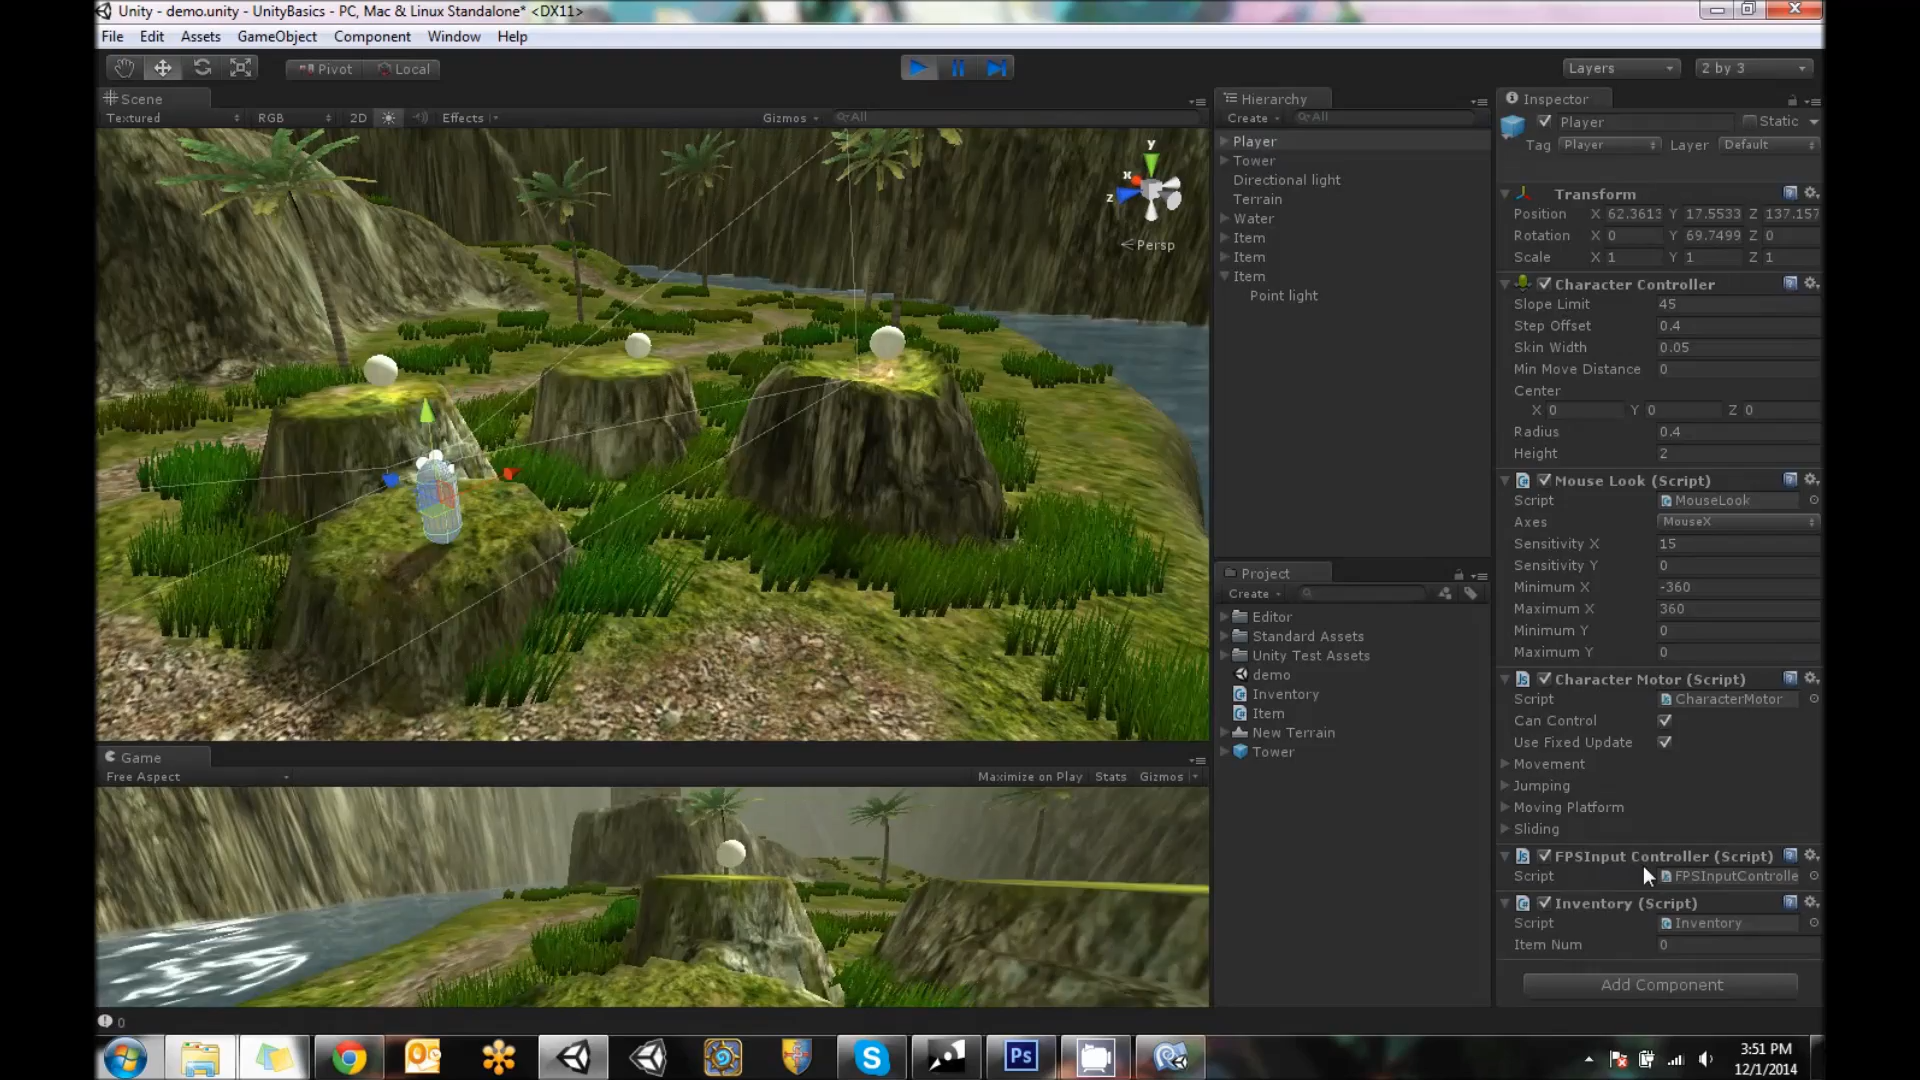 Unity - demo.unity - UnityBasics - PC, Mac & Linux Standalone* <DX11>
File Edit Assets GameObject Component Window Help
Pivot Local Layers 2 by 3
Scene
Textured RGB 2D Effects Gizmos All
y
x
z
Persp
Game
Free Aspect Maximize on Play Stats Gizmos
Hierarchy
Create All
Player
Tower
Directional light
Terrain
Water
Item
Item
Item
Point light
Project
Create
Editor
Standard Assets
Unity Test Assets
demo
Inventory
Item
New Terrain
Tower
Inspector
Player Static
Tag Player Layer Default
Transform
Position X 62.3613 Y 17.5533 Z 137.157
Rotation X 0 Y 69.7499 Z 0
Scale X 1 Y 1 Z 1
Character Controller
Slope Limit 45
Step Offset 0.4
Skin Width 0.05
Min Move Distance 0
Center
X 0 Y 0 Z 0
Radius 0.4
Height 2
Mouse Look (Script)
Script MouseLook
Axes MouseX
Sensitivity X 15
Sensitivity Y 0
Minimum X -360
Maximum X 360
Minimum Y 0
Maximum Y 0
Character Motor (Script)
Script CharacterMotor
Can Control
Use Fixed Update
Movement
Jumping
Moving Platform
Sliding
FPSInput Controller (Script)
Script FPSInputControlle
Inventory (Script)
Script Inventory
Item Num 0
Add Component
0
Ps
3:51 PM
12/1/2014